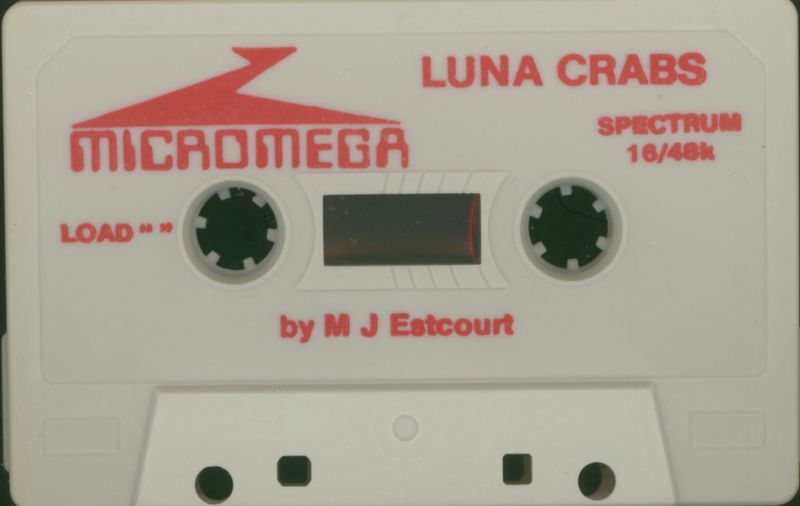 LUNA CRABS
MICROMEGA
SPECTRUM
16/48k
LOAD “ ”
by M J Estcourt